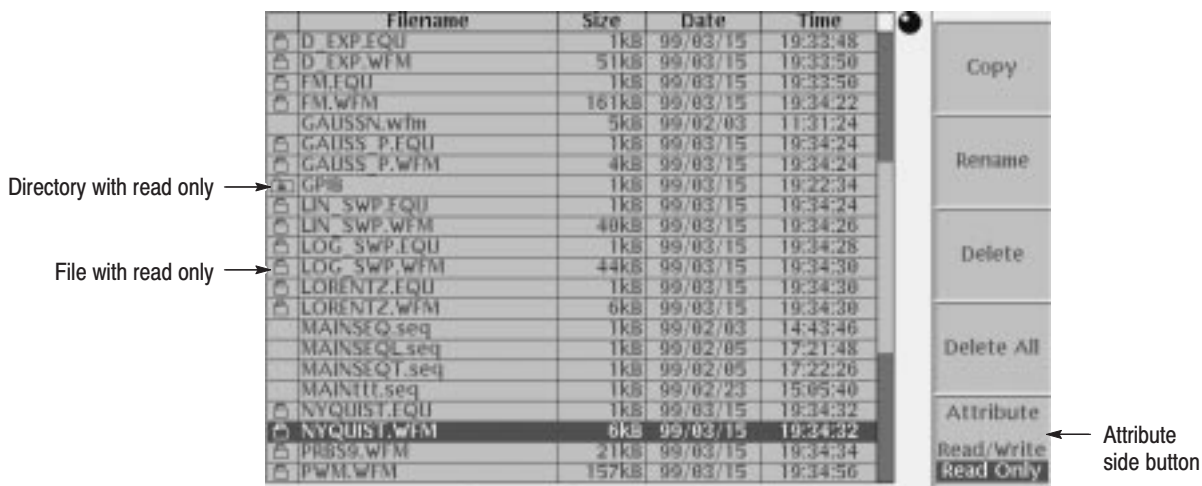 Filename Size Date Time
D_EXP.EQU 1kB 99/03/15 19:33:48
D_EXP.WFM 51kB 99/03/15 19:33:50
FM.EQU 1kB 99/03/15 19:33:50
FM.WFM 161kB 99/03/15 19:34:22
GAUSSN.wfm 5kB 99/02/03 11:31:24
GAUSS_P.EQU 1kB 99/03/15 19:34:24
GAUSS_P.WFM 4kB 99/03/15 19:34:24
Directory with read only GPIB 1kB 99/03/15 19:22:34
LIN_SWP.EQU 1kB 99/03/15 19:34:24
LIN_SWP.WFM 40kB 99/03/15 19:34:26
LOG_SWP.EQU 1kB 99/03/15 19:34:28
File with read only LOG_SWP.WFM 44kB 99/03/15 19:34:30
LORENTZ.EQU 1kB 99/03/15 19:34:30
LORENTZ.WFM 6kB 99/03/15 19:34:30
MAINSEQ.seq 1kB 99/02/03 14:43:46
MAINSEQL.seq 1kB 99/02/05 17:21:48
MAINSEQT.seq 1kB 99/02/05 17:22:26
MAINttt.seq 1kB 99/02/23 15:05:40
NYQUIST.EQU 1kB 99/03/15 19:34:32
NYQUIST.WFM 6kB 99/03/15 19:34:32
PRBS9.WFM 21kB 99/03/15 19:34:34
PWM.WFM 157kB 99/03/15 19:34:56
Copy
Rename
Delete
Delete All
Attribute
Read/Write
Read Only
Attribute
side button